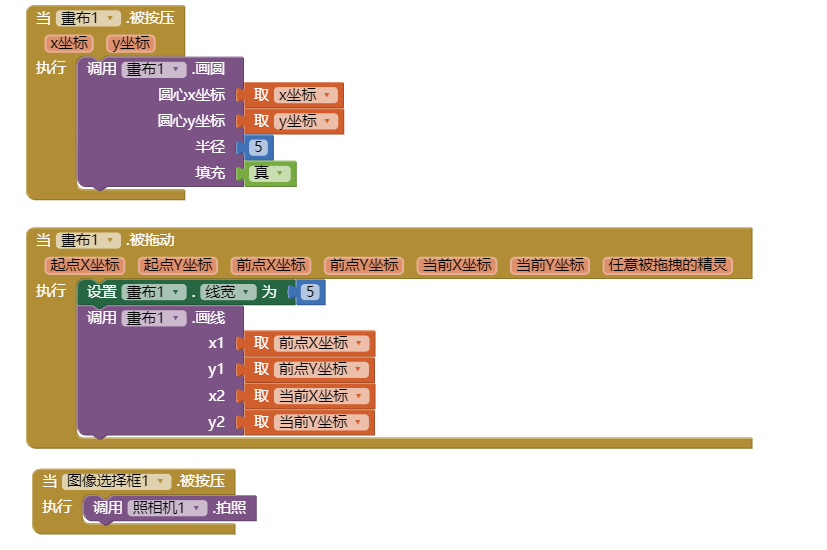 当 畫布1 .被按压
x坐标 y坐标
执行 调用 畫布1 .画圆
圆心x坐标 取 x坐标
圆心y坐标 取 y坐标
半径 5
填充 真
当 畫布1 .被拖动
起点X坐标 起点Y坐标 前点X坐标 前点Y坐标 当前X坐标 当前Y坐标 任意被拖拽的精灵
执行 设置 畫布1 . 线宽 为 5
调用 畫布1 .画线
x1 取 前点X坐标
y1 取 前点Y坐标
x2 取 当前X坐标
y2 取 当前Y坐标
当 图像选择框1 .被按压
执行 调用 照相机1 .拍照